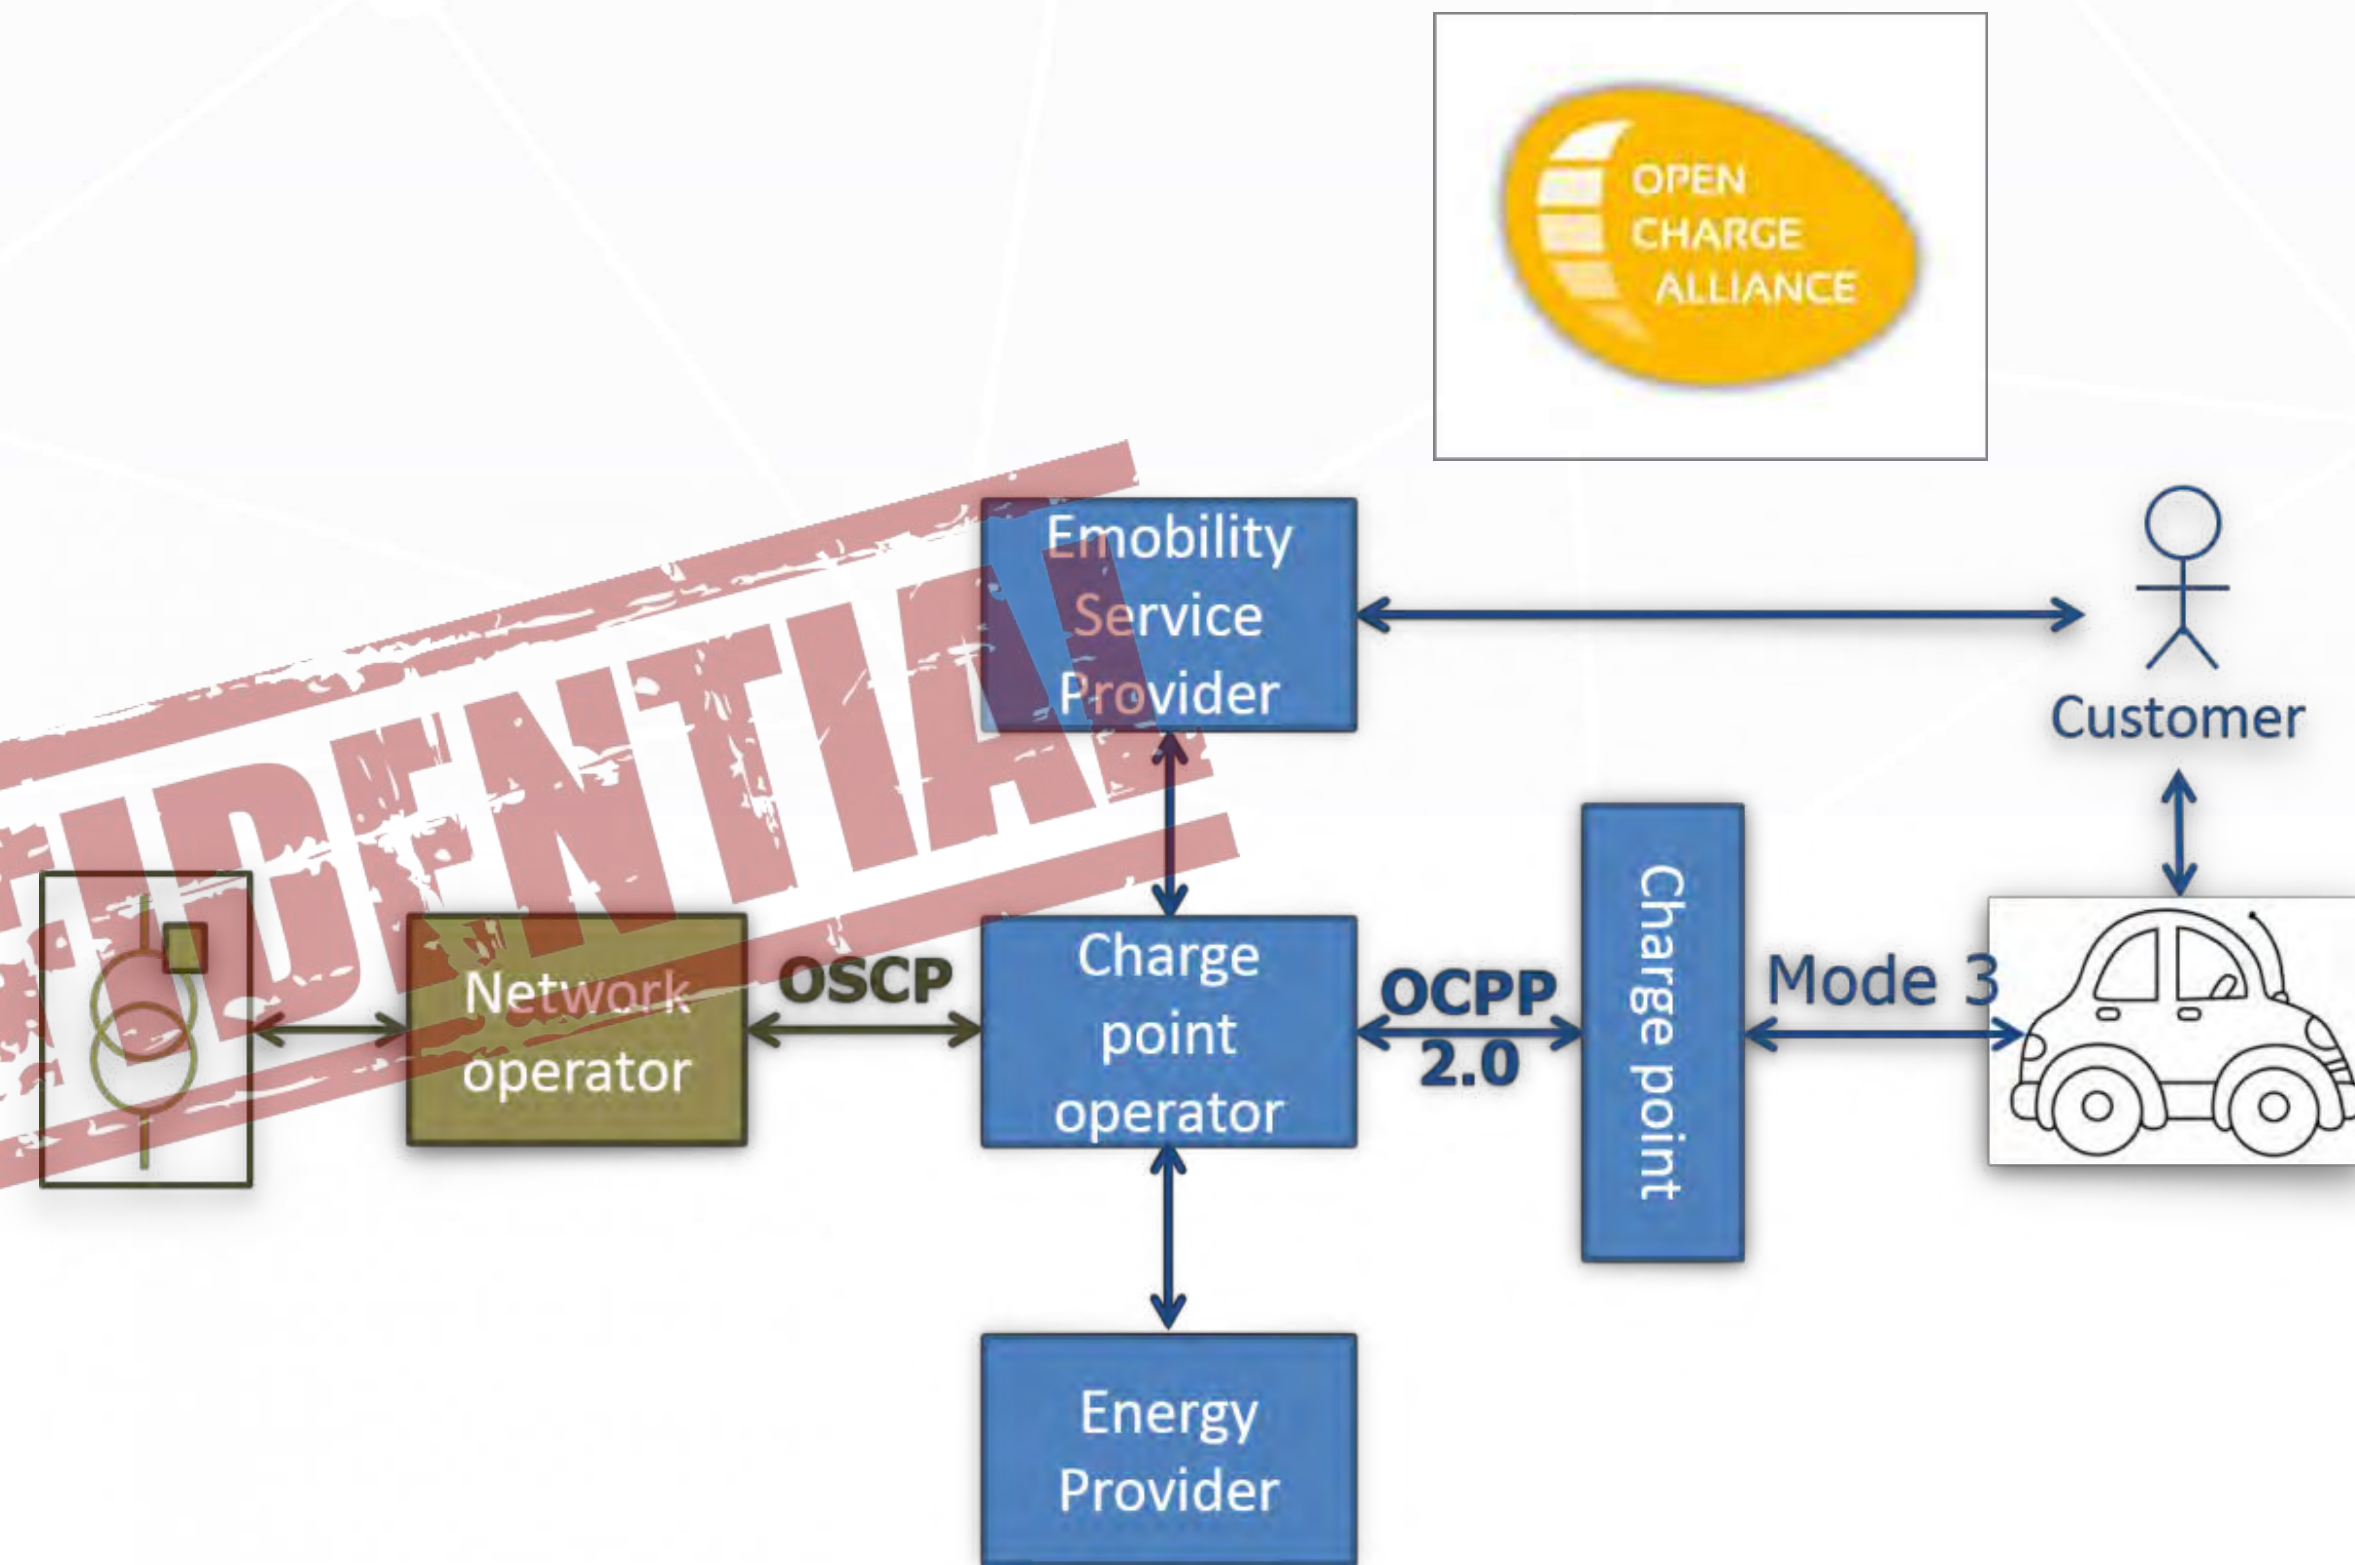 OPEN
CHARGE
ALLIANCE
Emobility
Service
Provider
Customer
FIDENTIAL
Network
operator
OSCP
Charge
point
operator
OCPP
2.0
Charge point
Mode 3
Energy
Provider